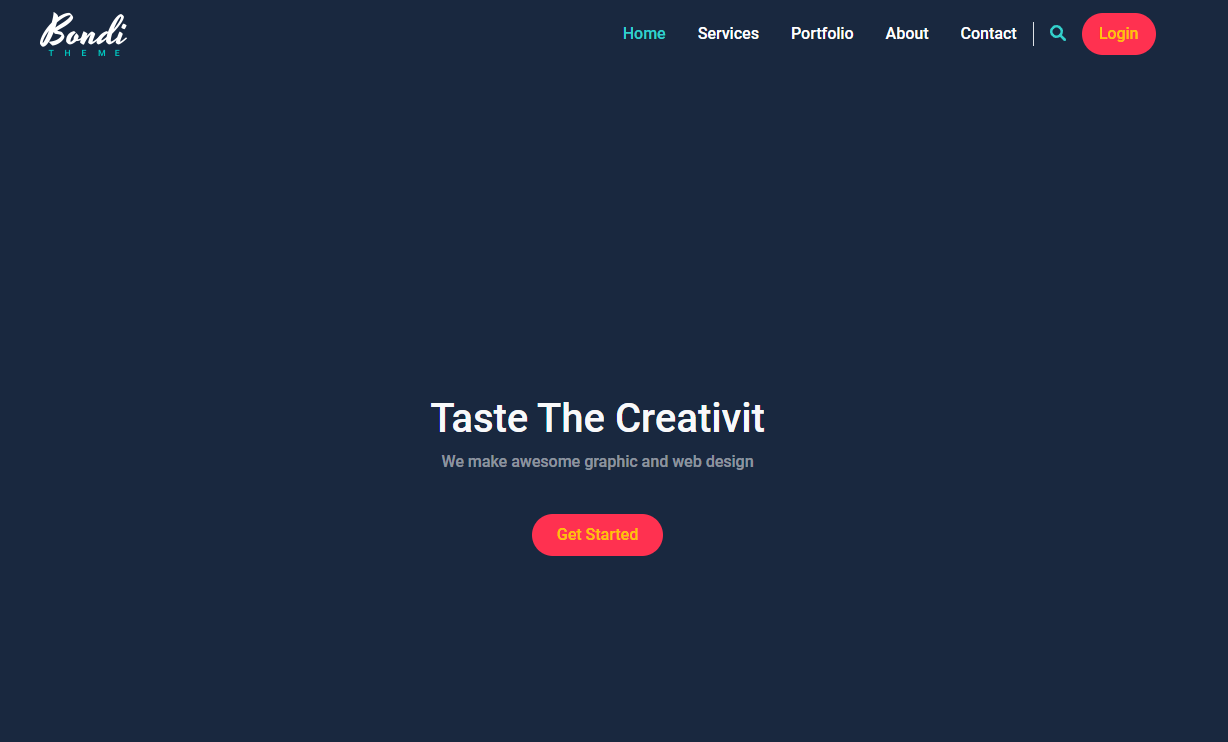 Bondi
THEME
Home Services Portfolio About Contact Login
Taste The Creativit
We make awesome graphic and web design
Get Started